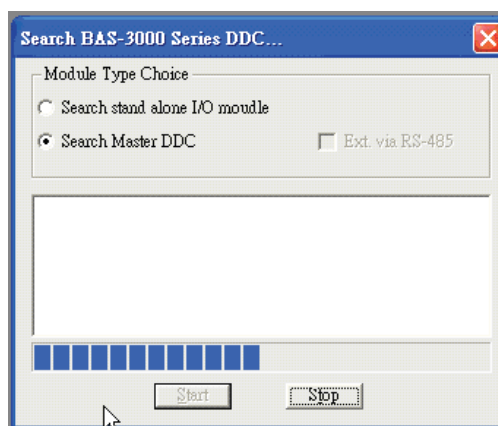 Search BAS-3000 Series DDC...
Module Type Choice
Search stand alone I/O moudle
Search Master DDC
Ext. via RS-485
Start
Stop